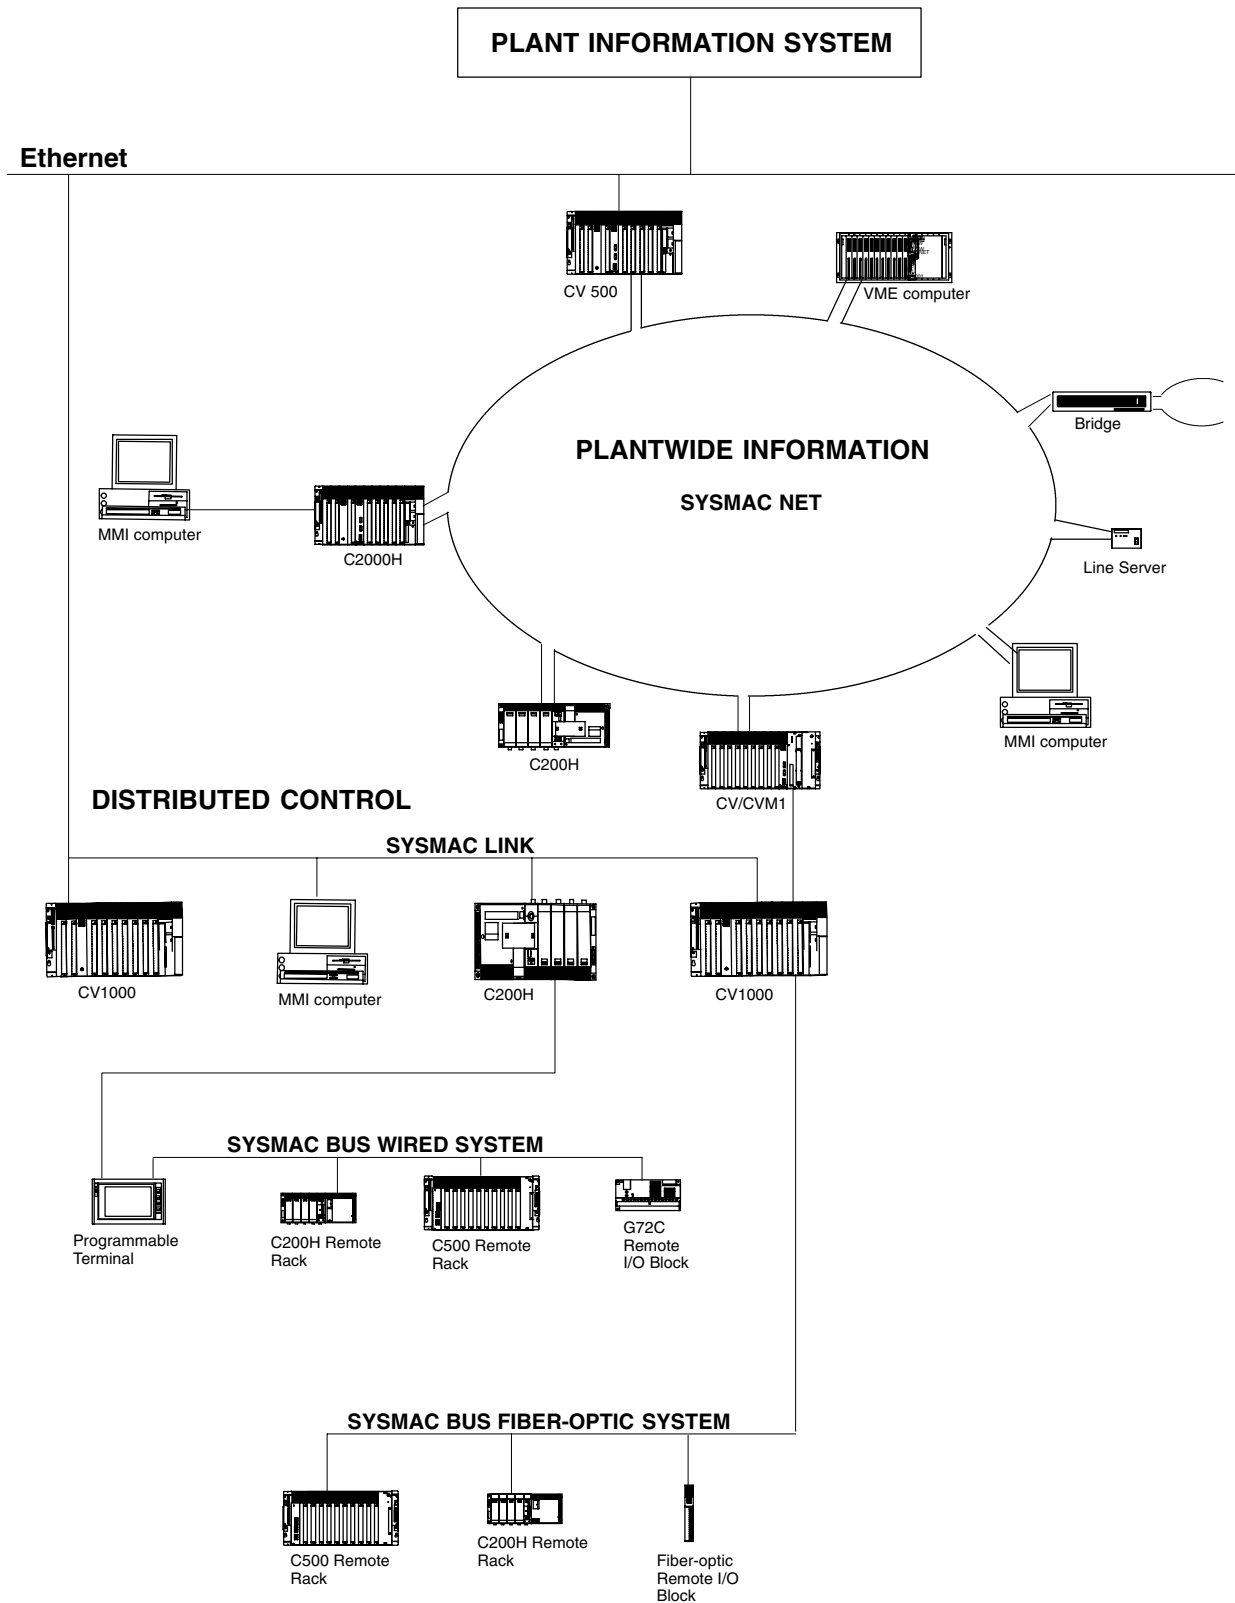 PLANT INFORMATION SYSTEM
Ethernet
CV 500
VME computer
Bridge
PLANTWIDE INFORMATION
SYSMAC NET
MMI computer
C2000H
Line Server
C200H
MMI computer
CV/CVM1
DISTRIBUTED CONTROL
SYSMAC LINK
CV1000
MMI computer
C200H
CV1000
SYSMAC BUS WIRED SYSTEM
Programmable
Terminal
C200H Remote
Rack
C500 Remote
Rack
G72C
Remote
I/O Block
SYSMAC BUS FIBER-OPTIC SYSTEM
C500 Remote
Rack
C200H Remote
Rack
Fiber-optic
Remote I/O
Block